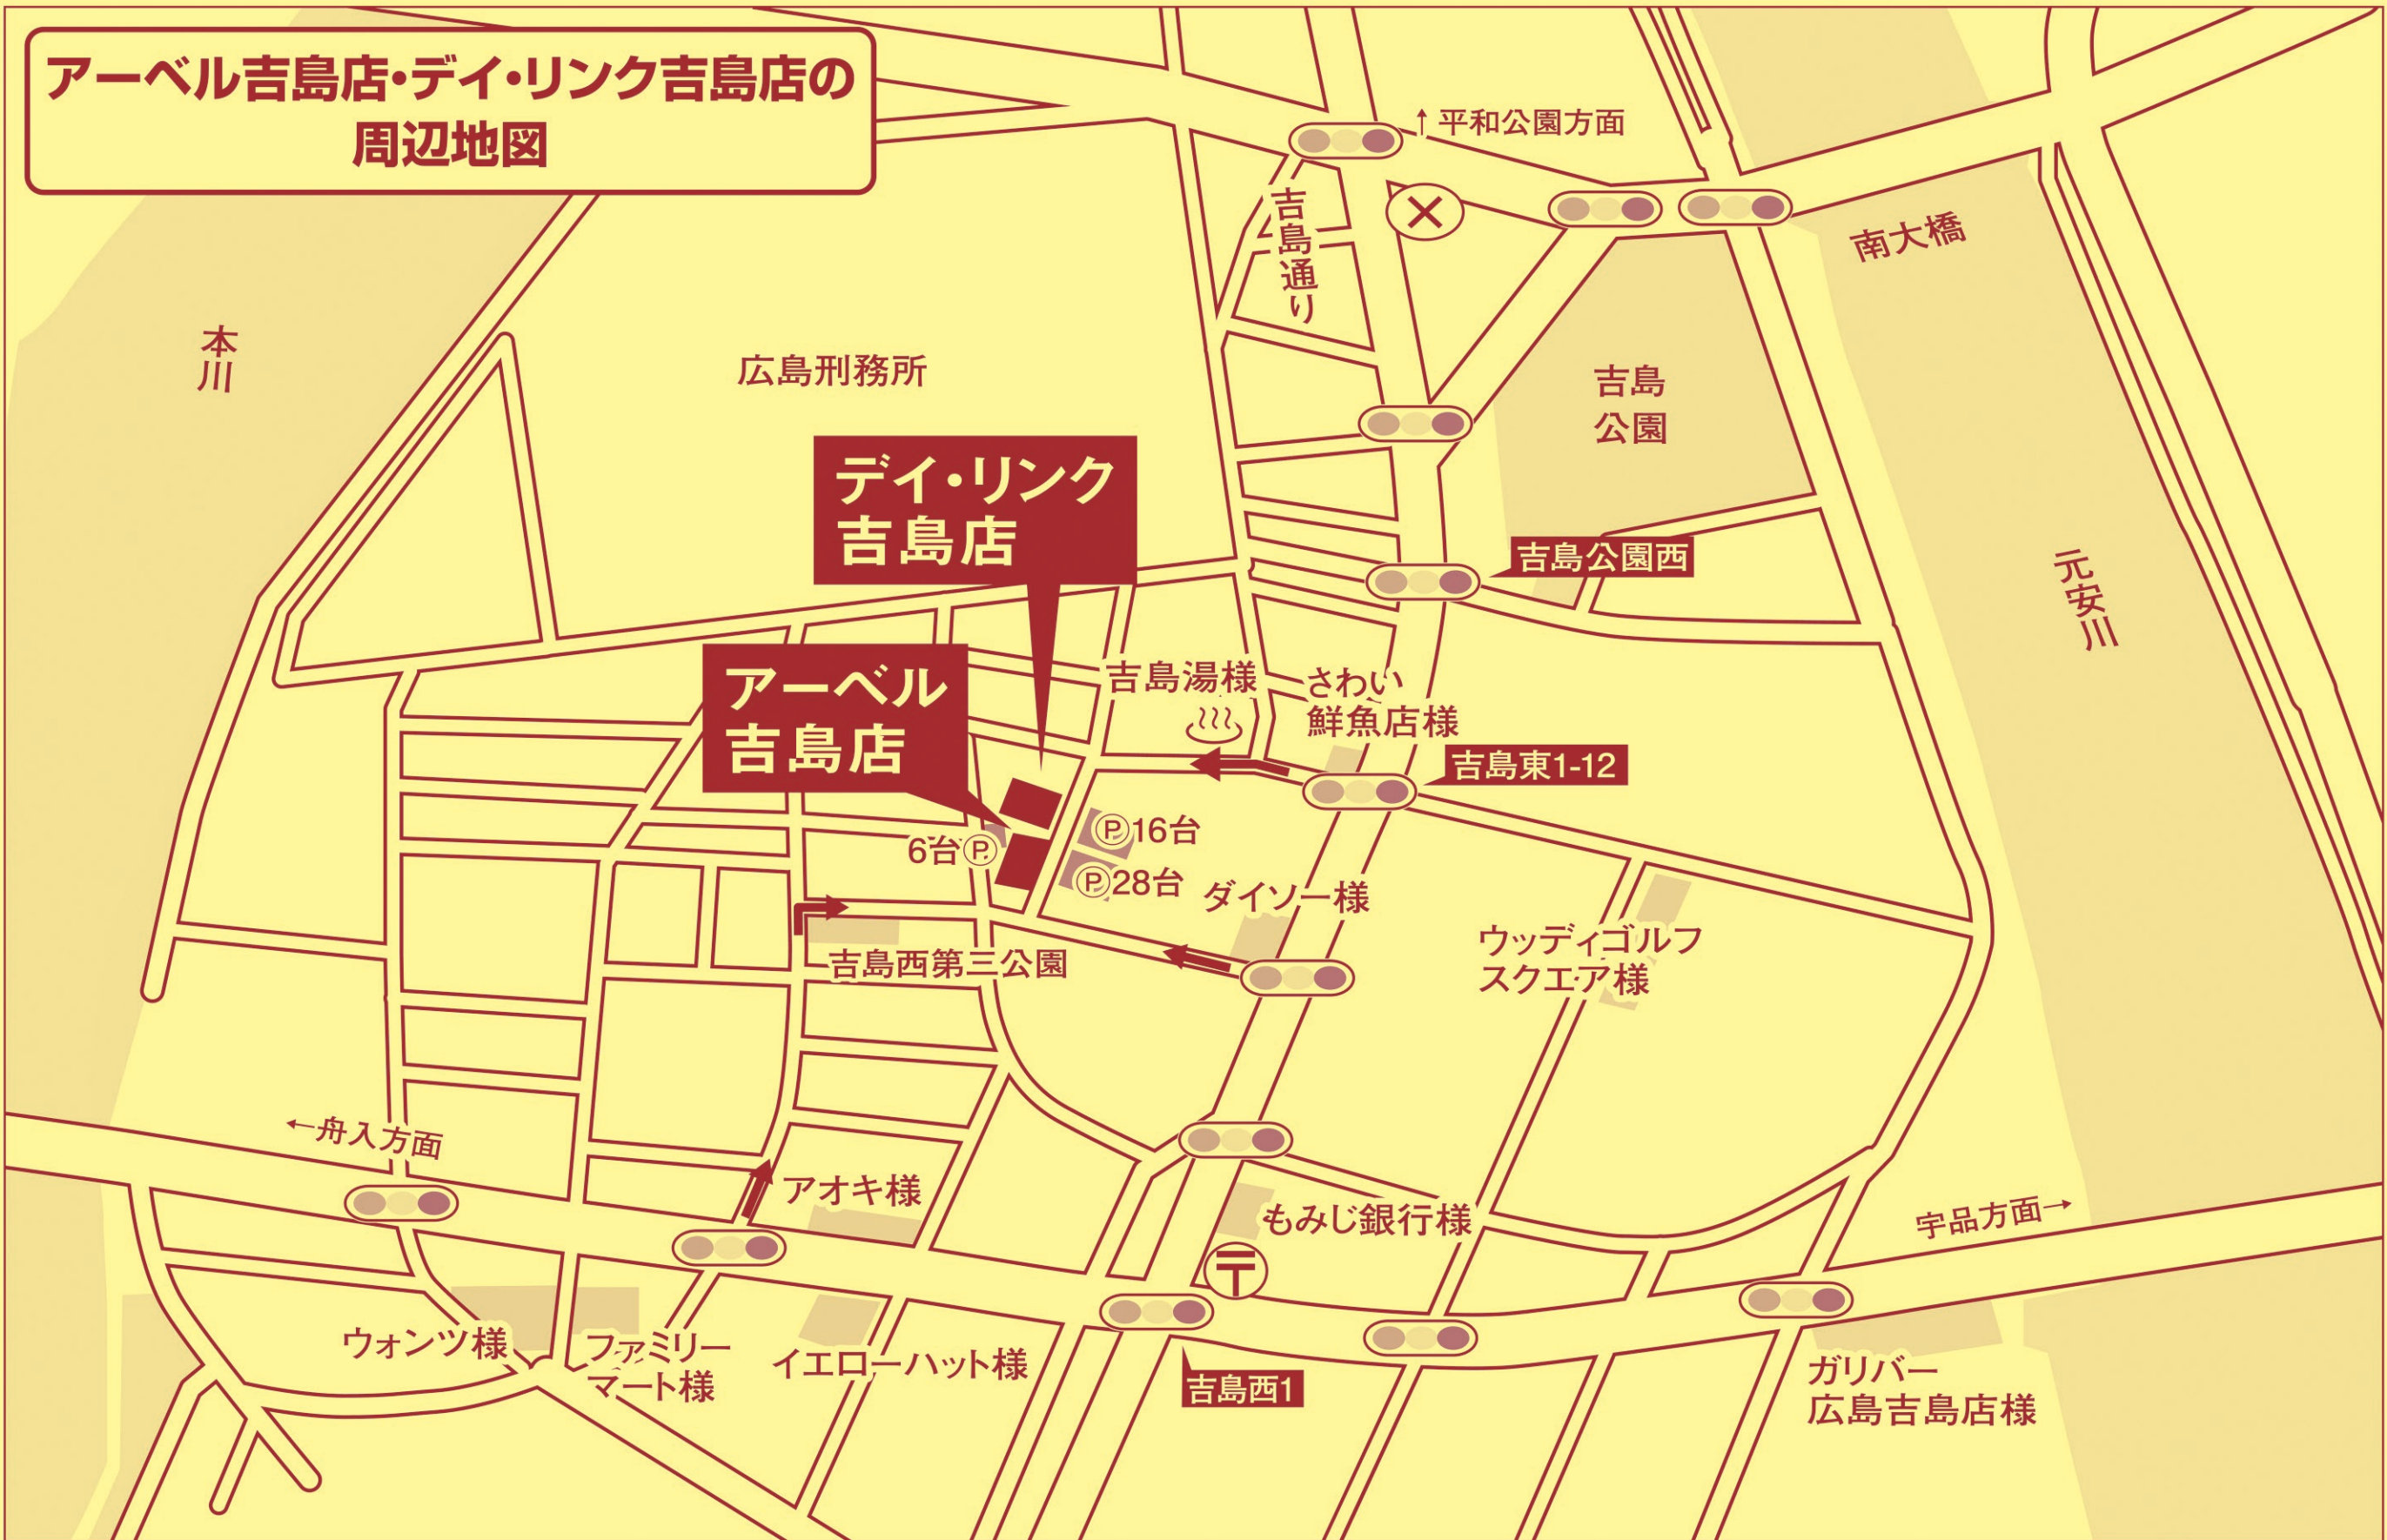 アーベル吉島店・デイ・リンク吉島店の
周辺地図
↑平和公園方面
吉島通り
南大橋
本川
広島刑務所
吉島
公園
デイ・リンク
吉島店
吉島公園西
元安川
アーベル
吉島店
吉島湯様
さわい
鮮魚店様
吉島東1-12
P16台
6台P
P28台
ダイソー様
ウッディゴルフ
スクエア様
吉島西第三公園
←舟入方面
アオキ様
もみじ銀行様
宇品方面→
〒
ウォンツ様
ファミリー
マート様
イエローハット様
吉島西1
ガリバー
広島吉島店様